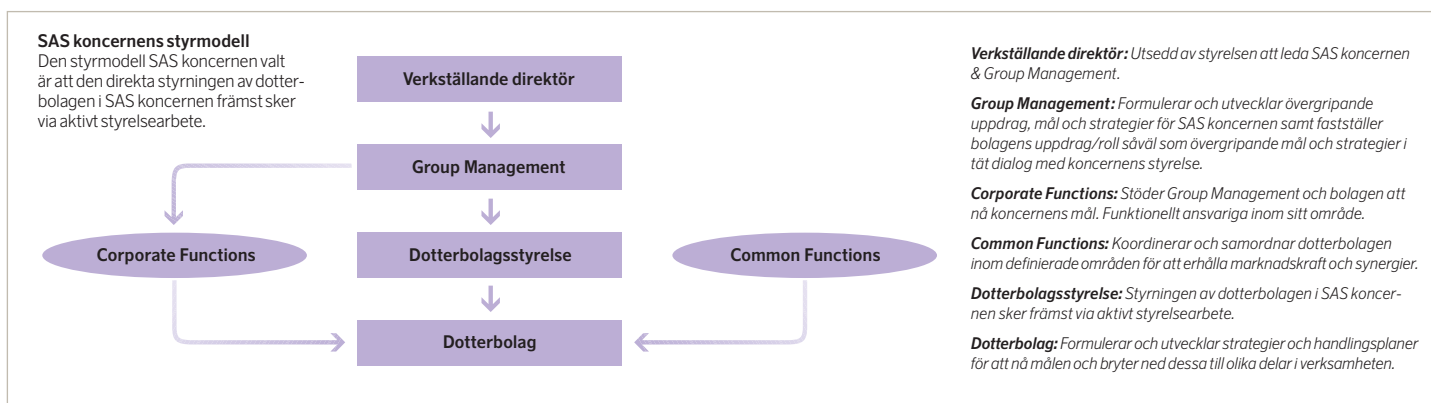 SAS koncernens styrmodell
Den styrmodell SAS koncernen valt
är att den direkta styrningen av dotter-
bolagen i SAS koncernen främst sker
via aktivt styrelsearbete.
Verkställande direktör
Group Management
Corporate Functions
Dotterbolagsstyrelse
Common Functions
Dotterbolag
Verkställande direktör: Utsedd av styrelsen att leda SAS koncernen
& Group Management.
Group Management: Formulerar och utvecklar övergripande
uppdrag, mål och strategier för SAS koncernen samt fastställer
bolagens uppdrag/roll såväl som övergripande mål och strategier i
tät dialog med koncernens styrelse.
Corporate Functions: Stöder Group Management och bolagen att
nå koncernens mål. Funktionellt ansvariga inom sitt område.
Common Functions: Koordinerar och samordnar dotterbolagen
inom definierade områden för att erhålla marknadskraft och synergier.
Dotterbolagsstyrelse: Styrningen av dotterbolagen i SAS koncer-
nen sker främst via aktivt styrelsearbete.
Dotterbolag: Formulerar och utvecklar strategier och handlingsplaner
för att nå målen och bryter ned dessa till olika delar i verksamheten.